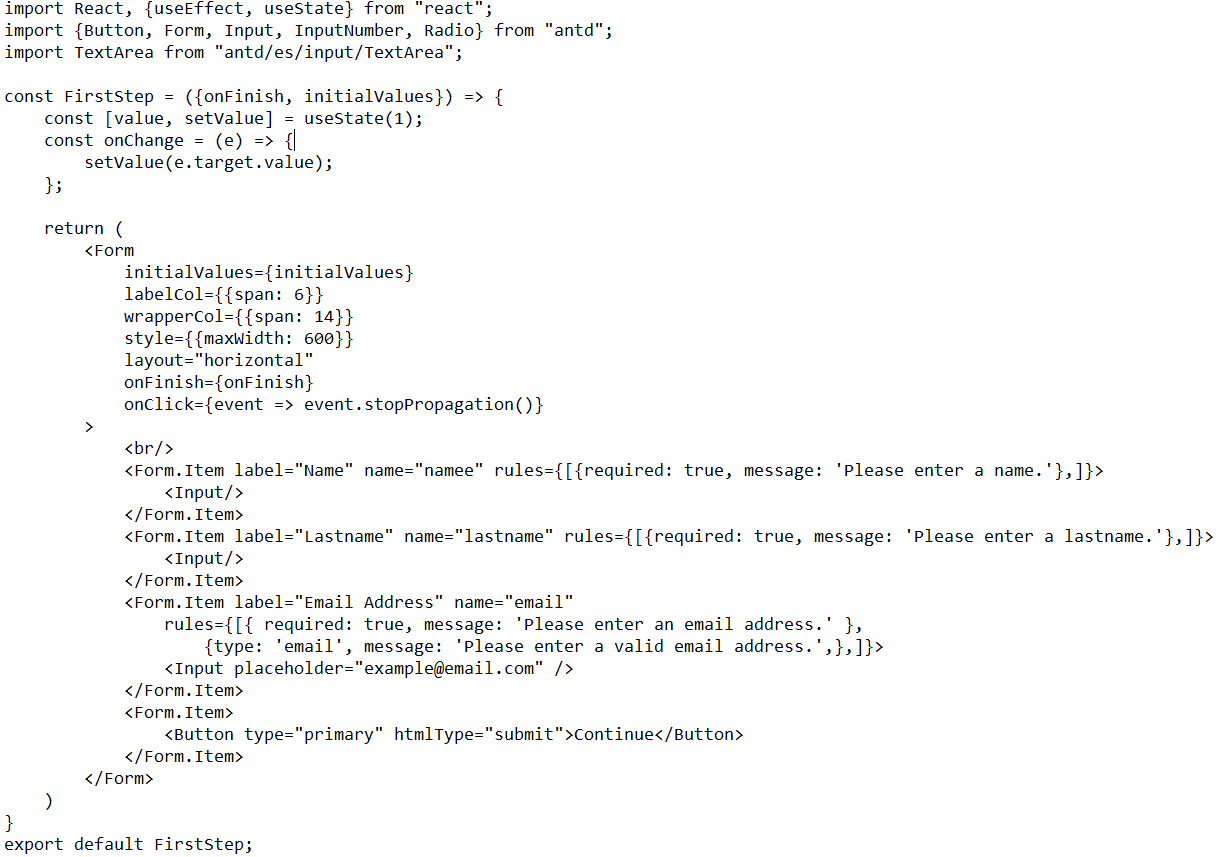 import React, {useEffect, useState} from "react";
import {Button, Form, Input, InputNumber, Radio} from "antd";
import TextArea from "antd/es/input/TextArea";

const FirstStep = ({onFinish, initialValues}) => {
    const [value, setValue] = useState(1);
    const onChange = (e) => {
        setValue(e.target.value);
    };

    return (
        <Form
            initialValues={initialValues}
            labelCol={{span: 6}}
            wrapperCol={{span: 14}}
            style={{maxWidth: 600}}
            layout="horizontal"
            onFinish={onFinish}
            onClick={event => event.stopPropagation()}
        >
            <br/>
            <Form.Item label="Name" name="namee" rules={[{required: true, message: 'Please enter a name.'},]}>
                <Input/>
            </Form.Item>
            <Form.Item label="Lastname" name="lastname" rules={[{required: true, message: 'Please enter a lastname.'},]}>
                <Input/>
            </Form.Item>
            <Form.Item label="Email Address" name="email"
                rules={[{ required: true, message: 'Please enter an email address.' },
                    {type: 'email', message: 'Please enter a valid email address.',},]}>
                <Input placeholder="example@email.com" />
            </Form.Item>
            <Form.Item>
                <Button type="primary" htmlType="submit">Continue</Button>
            </Form.Item>
        </Form>
    )
}
export default FirstStep;